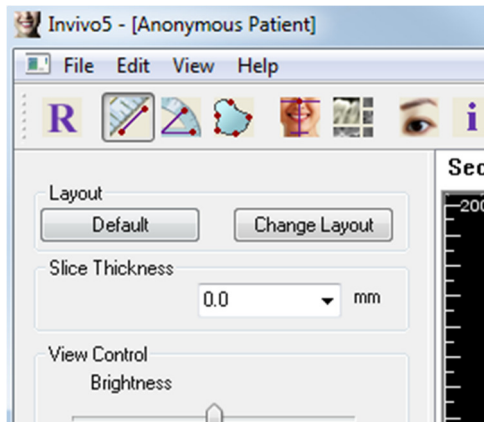 Invivo5 - [Anonymous Patient]
File Edit View Help
R i
Sec
Layout
Default Change Layout
-200
Slice Thickness
0.0 mm
View Control
Brightness